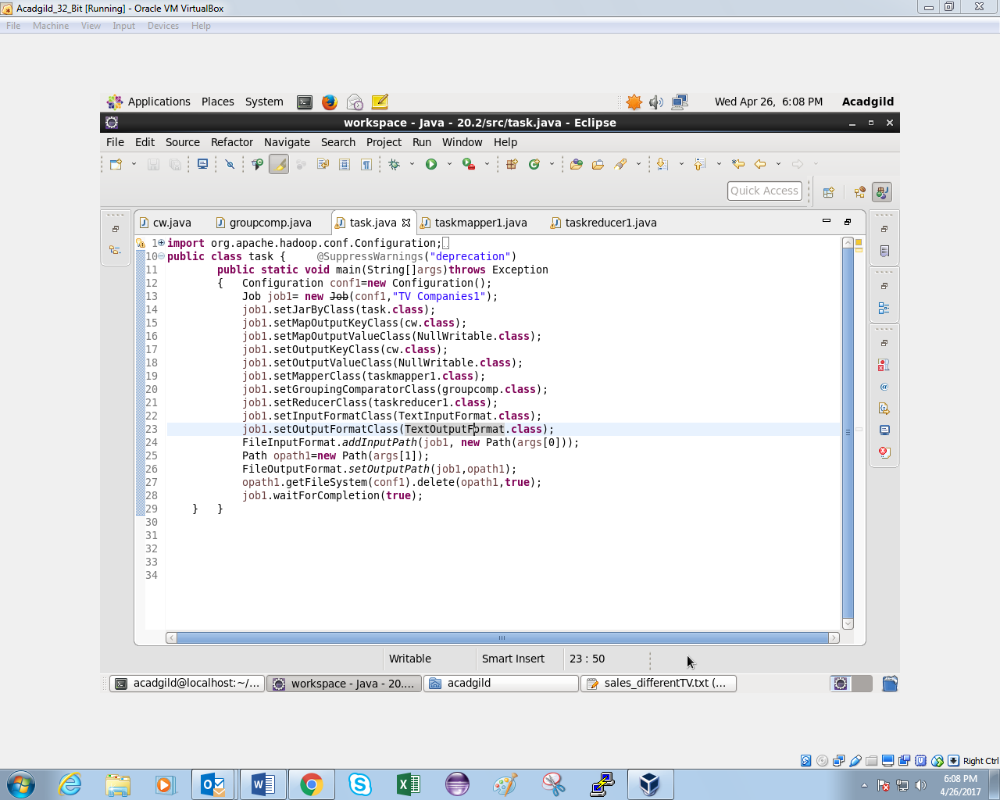 Acadgild_32_Bit [Running] - Oracle VM VirtualBox
File Machine View Input Devices Help
Applications Places System Wed Apr 26, 6:08 PM Acadgild
workspace - Java - 20.2/src/task.java - Eclipse
File Edit Source Refactor Navigate Search Project Run Window Help
Quick Access
cw.java groupcomp.java task.java taskmapper1.java taskreducer1.java
1 import org.apache.hadoop.conf.Configuration;
10 public class task { @SuppressWarnings("deprecation")
11 public static void main(String[]args)throws Exception
12 { Configuration conf1=new Configuration();
13 Job job1= new Job(conf1,"TV Companies1");
14 job1.setJarByClass(task.class);
15 job1.setMapOutputKeyClass(cw.class);
16 job1.setMapOutputValueClass(NullWritable.class);
17 job1.setOutputKeyClass(cw.class);
18 job1.setOutputValueClass(NullWritable.class);
19 job1.setMapperClass(taskmapper1.class);
20 job1.setGroupingComparatorClass(groupcomp.class);
21 job1.setReducerClass(taskreducer1.class);
22 job1.setInputFormatClass(TextInputFormat.class);
23 job1.setOutputFormatClass(TextOutputFormat.class);
24 FileInputFormat.addInputPath(job1, new Path(args[0]));
25 Path opath1=new Path(args[1]);
26 FileOutputFormat.setOutputPath(job1,opath1);
27 opath1.getFileSystem(conf1).delete(opath1,true);
28 job1.waitForCompletion(true);
29 } }
30
31
32
33
34
Writable Smart Insert 23 : 50
acadgild@localhost:~/... workspace - Java - 20.... acadgild sales_differentTV.txt (...
Right Ctrl
6:08 PM
4/26/2017